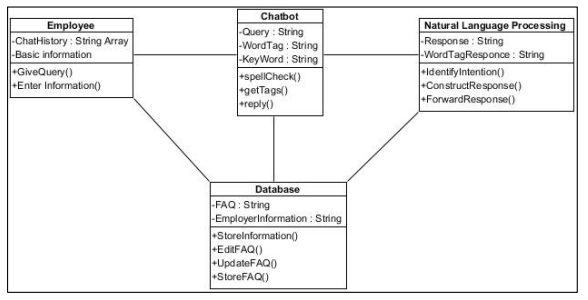 Employee
-ChatHistory : String Array
-Basic information
+GiveQuery()
+Enter Information()
Chatbot
-Query : String
-WordTag : String
-KeyWord : String
+spellCheck()
+getTags()
+reply()
Natural Language Processing
-Response : String
-WordTagResponce : String
+IdentifyIntention()
+ConstructResponse()
+ForwardResponse()
Database
-FAQ : String
-EmployerInformation : String
+StoreInformation()
+EditFAQ()
+UpdateFAQ()
+StoreFAQ()